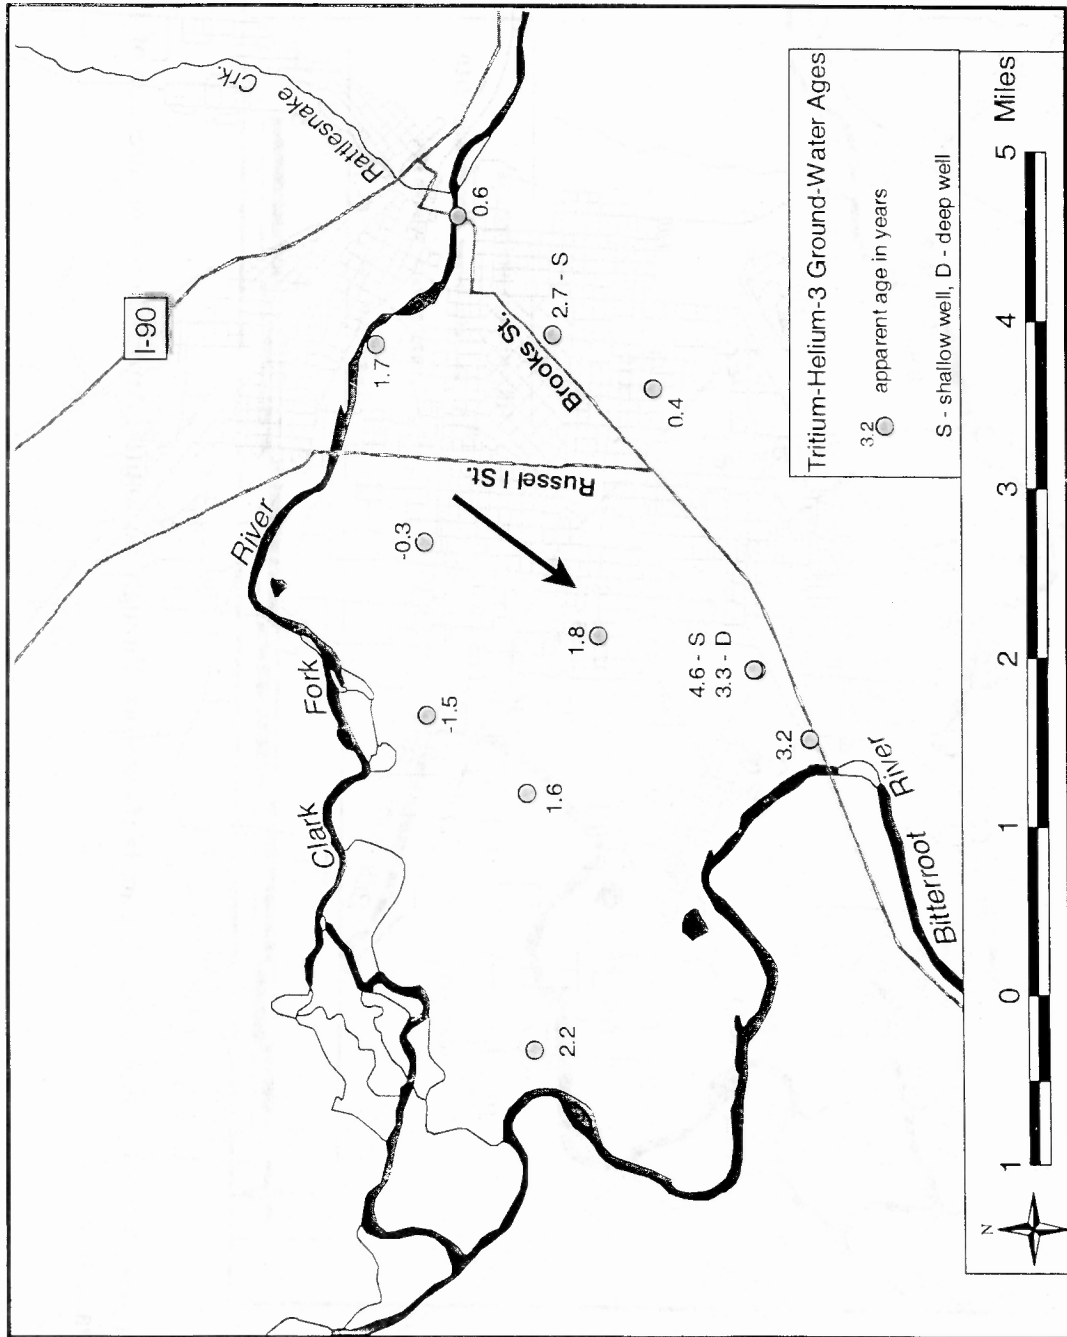 Rattlesnake Crk.
I-90
0.6
1.7
2.7 - S
Brooks St.
0.4
Russel l St.
River
-0.3
1.8
Fork
-1.5
4.6 - S
3.3 - D
3.2
Clark
1.6
River
Bitterroot
2.2
Tritium-Helium-3 Ground-Water Ages
3.2
apparent age in years
S - shallow well, D - deep well
1 0 1 2 3 4 5 Miles
N